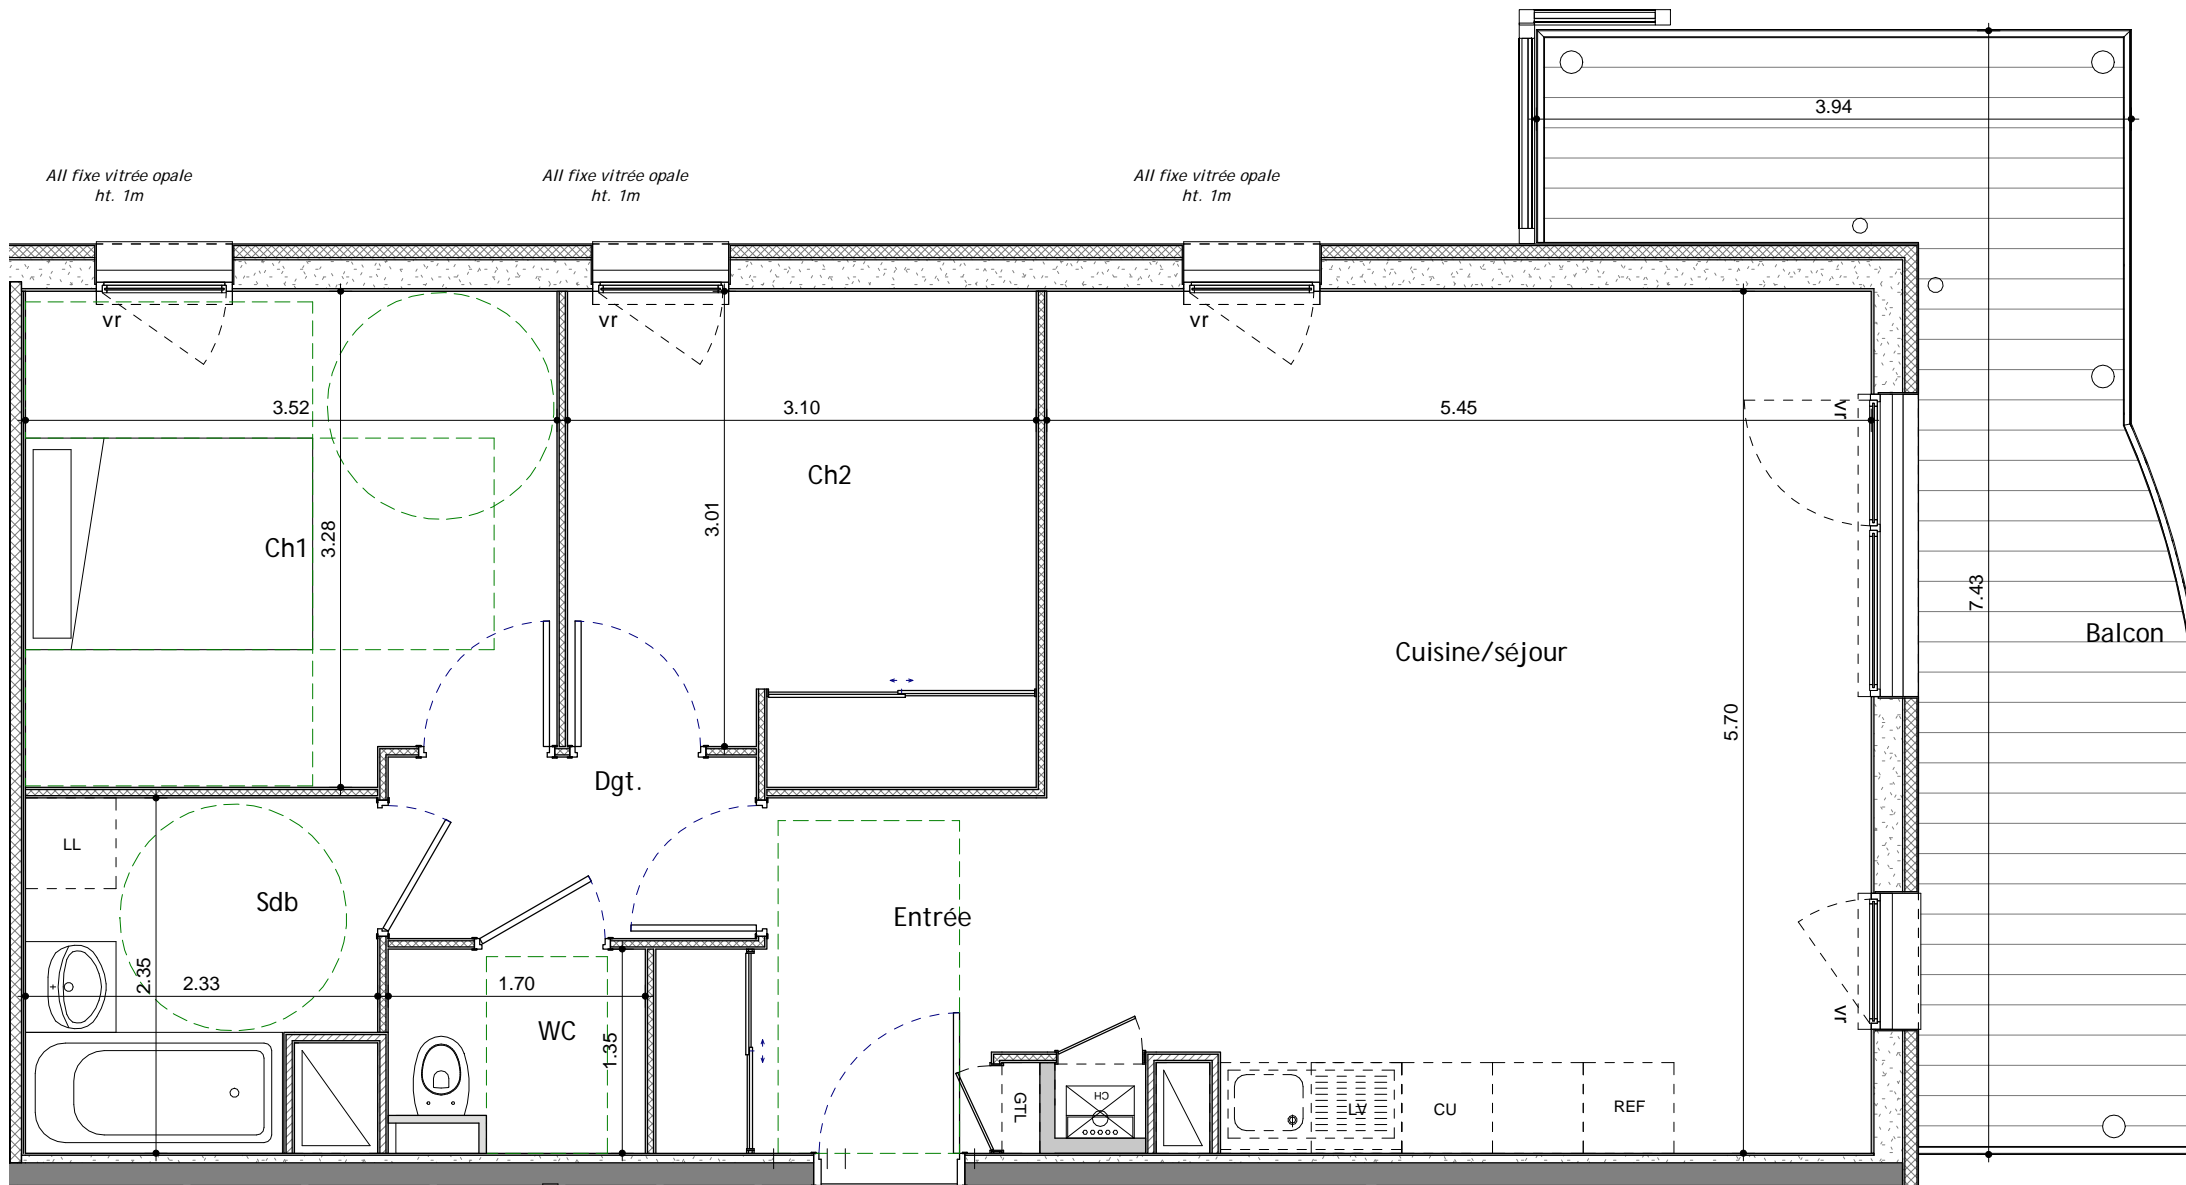 3.94
All fixe vitrée opale
ht. 1m
All fixe vitrée opale
ht. 1m
All fixe vitrée opale
ht. 1m
vr
vr
vr
3.52
3.10
5.45
vr
Ch2
3.01
Ch1
3.28
7.43
Balcon
Cuisine/séjour
5.70
Dgt.
LL
Sdb
Entrée
2.35
2.33
1.70
vr
WC
1.35
GTL
CH
LV
CU
REF